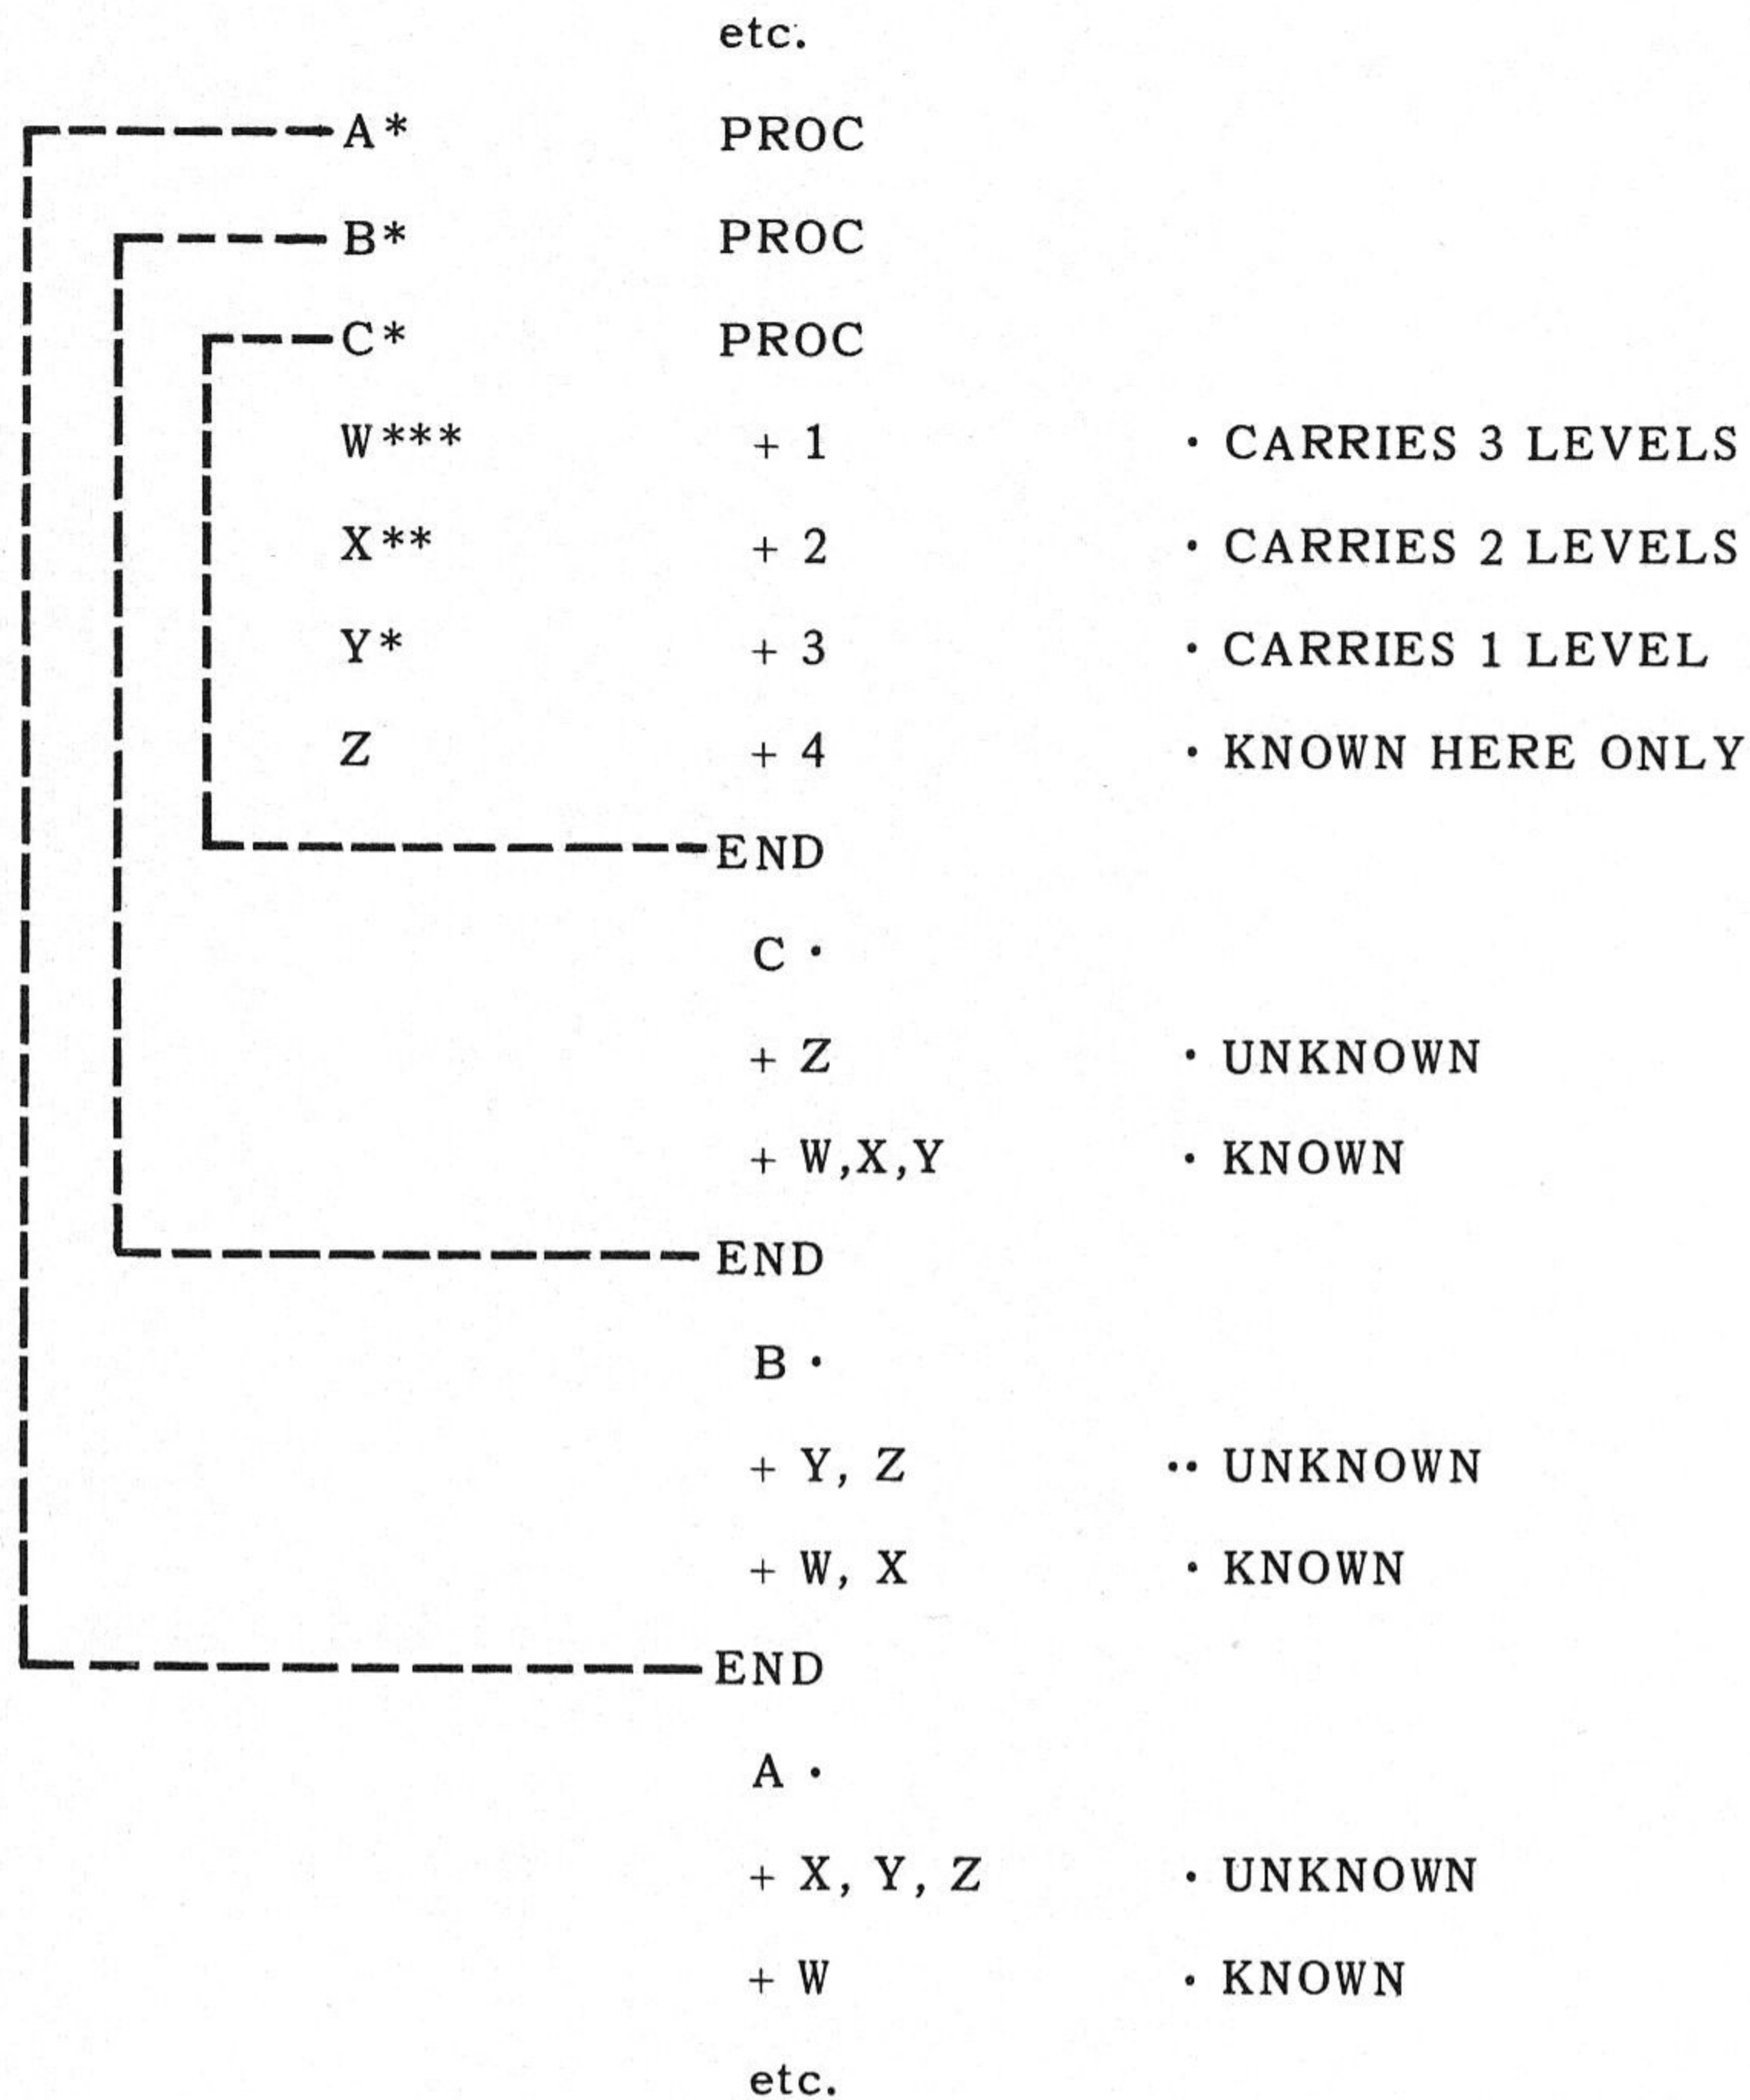 etc.
A* PROC
B* PROC
C* PROC
W*** + 1 · CARRIES 3 LEVELS
X** + 2 · CARRIES 2 LEVELS
Y* + 3 · CARRIES 1 LEVEL
Z + 4 · KNOWN HERE ONLY
END
C ·
+ Z · UNKNOWN
+ W,X,Y · KNOWN
END
B ·
+ Y, Z ·· UNKNOWN
+ W, X · KNOWN
END
A ·
+ X, Y, Z · UNKNOWN
+ W · KNOWN
etc.